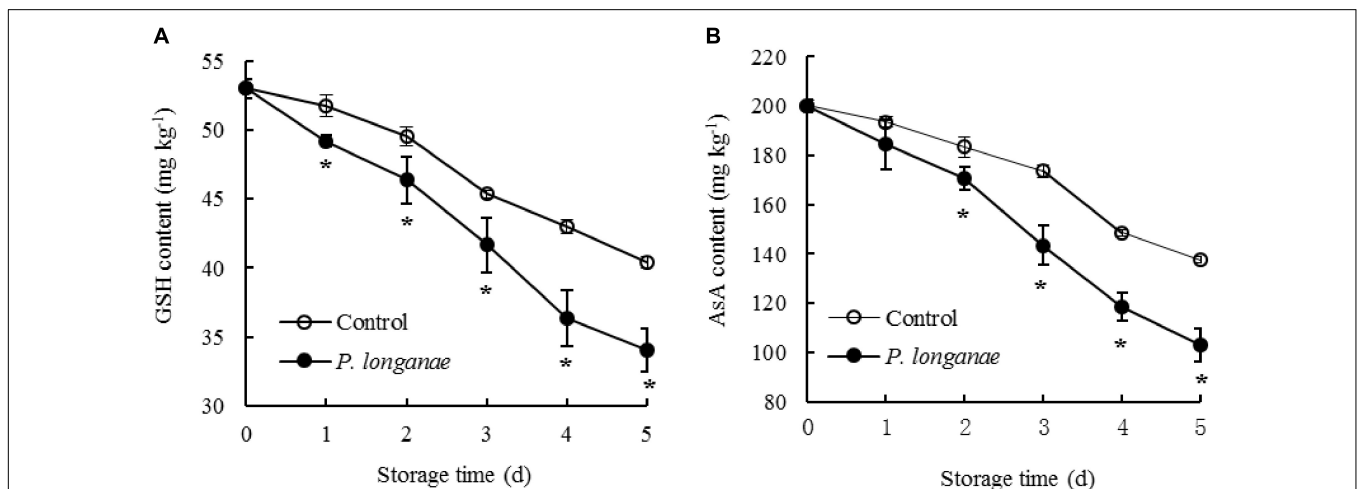 A
55
50
45
40
35
30
GSH content (mg kg⁻¹)
Control
P. longanae
*
*
*
*
*
0 1 2 3 4 5
Storage time (d)
B
220
200
180
160
140
120
100
80
AsA content (mg kg⁻¹)
Control
P. longanae
*
*
*
*
0 1 2 3 4 5
Storage time (d)